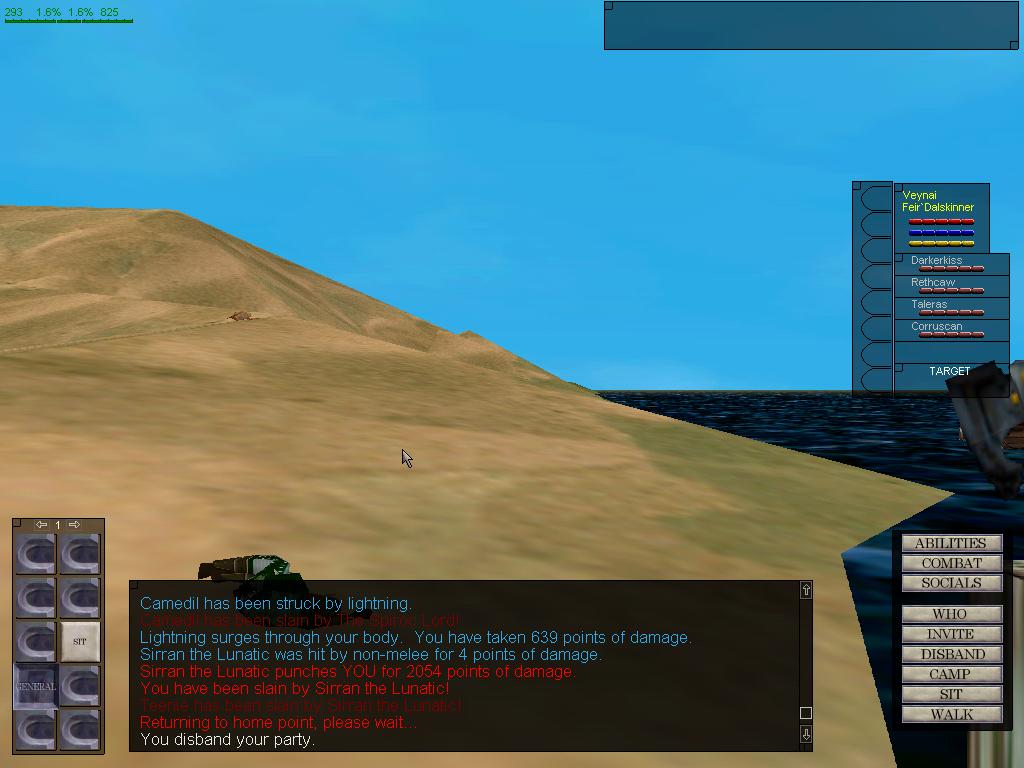 293 1.6% 1.6% 825
Veynai
Feir`Dalskinner
Darkerkiss
Rethcaw
Taleras
Corruscan
TARGET
1
SIT
GENERAL
Camedil has been struck by lightning.
Camedil has been slain by The Spiroc Lord!
Lightning surges through your body. You have taken 639 points of damage.
Sirran the Lunatic was hit by non-melee for 4 points of damage.
Sirran the Lunatic punches YOU for 2054 points of damage.
You have been slain by Sirran the Lunatic!
Teenie has been slain by Sirran the Lunatic!
Returning to home point, please wait...
You disband your party.
ABILITIES
COMBAT
SOCIALS
WHO
INVITE
DISBAND
CAMP
SIT
WALK